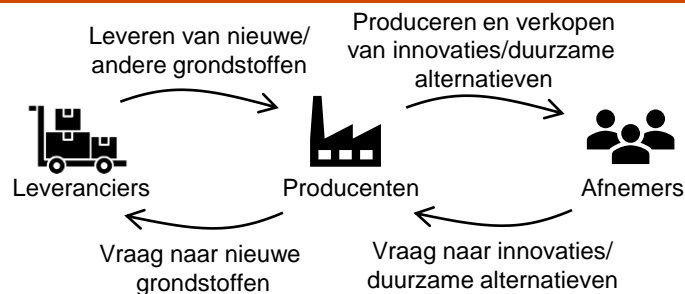 Leveren van nieuwe/
andere grondstoffen
Produceren en verkopen
van innovaties/duurzame
alternatieven
Leveranciers
Producenten
Afnemers
Vraag naar nieuwe
grondstoffen
Vraag naar innovaties/
duurzame alternatieven